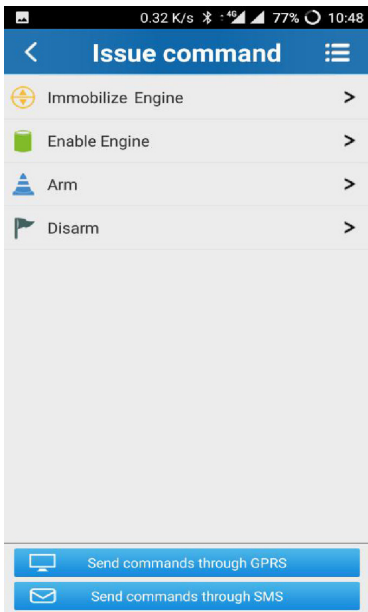 0.32 K/s 4G 77% 10:48
Issue command
Immobilize Engine >
Enable Engine >
Arm >
Disarm >
Send commands through GPRS
Send commands through SMS